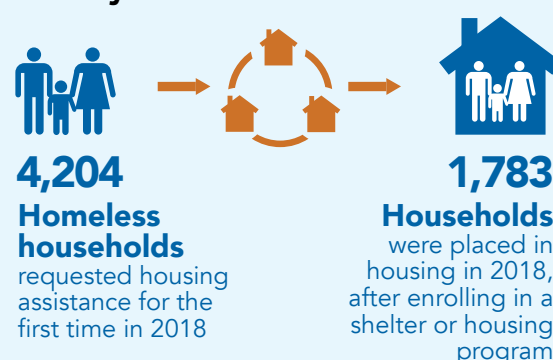 4,204
Homeless
households
requested housing
assistance for the
first time in 2018
1,783
Households
were placed in
housing in 2018,
after enrolling in a
shelter or housing
program